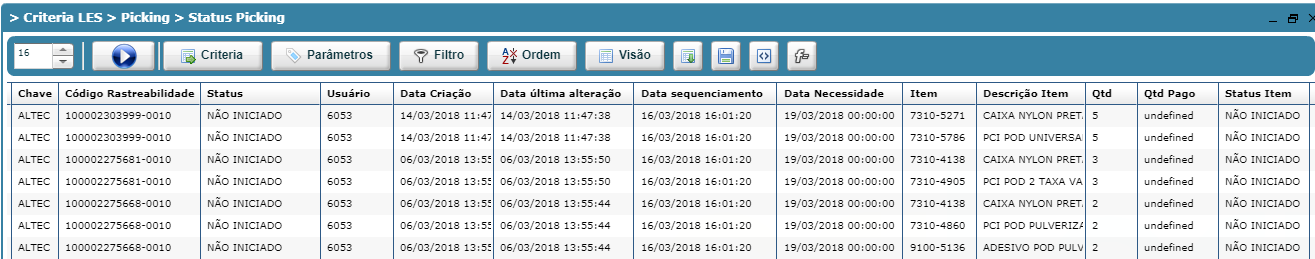 > Criteria LES > Picking > Status Picking
16 Criteria Parâmetros Filtro Ordem Visão
Chave Código Rastreabilidade Status Usuário Data Criação Data última alteração Data sequenciamento Data Necessidade Item Descrição Item Qtd Qtd Pago Status Item
ALTEC 100002303999-0010 NÃO INICIADO 6053 14/03/2018 11:47 14/03/2018 11:47:38 16/03/2018 16:01:20 19/03/2018 00:00:00 7310-5271 CAIXA NYLON PRET 5 undefined NÃO INICIADO
ALTEC 100002303999-0010 NÃO INICIADO 6053 14/03/2018 11:47 14/03/2018 11:47:38 16/03/2018 16:01:20 19/03/2018 00:00:00 7310-5786 PCI POD UNIVERSA 5 undefined NÃO INICIADO
ALTEC 100002275681-0010 NÃO INICIADO 6053 06/03/2018 13:55 06/03/2018 13:55:50 16/03/2018 16:01:20 19/03/2018 00:00:00 7310-4138 CAIXA NYLON PRET 3 undefined NÃO INICIADO
ALTEC 100002275681-0010 NÃO INICIADO 6053 06/03/2018 13:55 06/03/2018 13:55:50 16/03/2018 16:01:20 19/03/2018 00:00:00 7310-4905 PCI POD 2 TAXA VA 3 undefined NÃO INICIADO
ALTEC 100002275668-0010 NÃO INICIADO 6053 06/03/2018 13:55 06/03/2018 13:55:44 16/03/2018 16:01:20 19/03/2018 00:00:00 7310-4138 CAIXA NYLON PRET 2 undefined NÃO INICIADO
ALTEC 100002275668-0010 NÃO INICIADO 6053 06/03/2018 13:55 06/03/2018 13:55:44 16/03/2018 16:01:20 19/03/2018 00:00:00 7310-4860 PCI POD PULVERIZA 2 undefined NÃO INICIADO
ALTEC 100002275668-0010 NÃO INICIADO 6053 06/03/2018 13:55 06/03/2018 13:55:44 16/03/2018 16:01:20 19/03/2018 00:00:00 9100-5136 ADESIVO POD PULV 2 undefined NÃO INICIADO